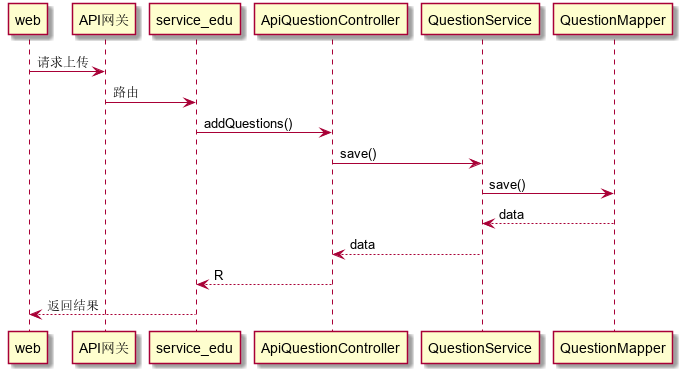 web API网关 service_edu ApiQuestionController QuestionService QuestionMapper
请求上传
路由
addQuestions()
save()
save()
data
data
R
返回结果
web API网关 service_edu ApiQuestionController QuestionService QuestionMapper